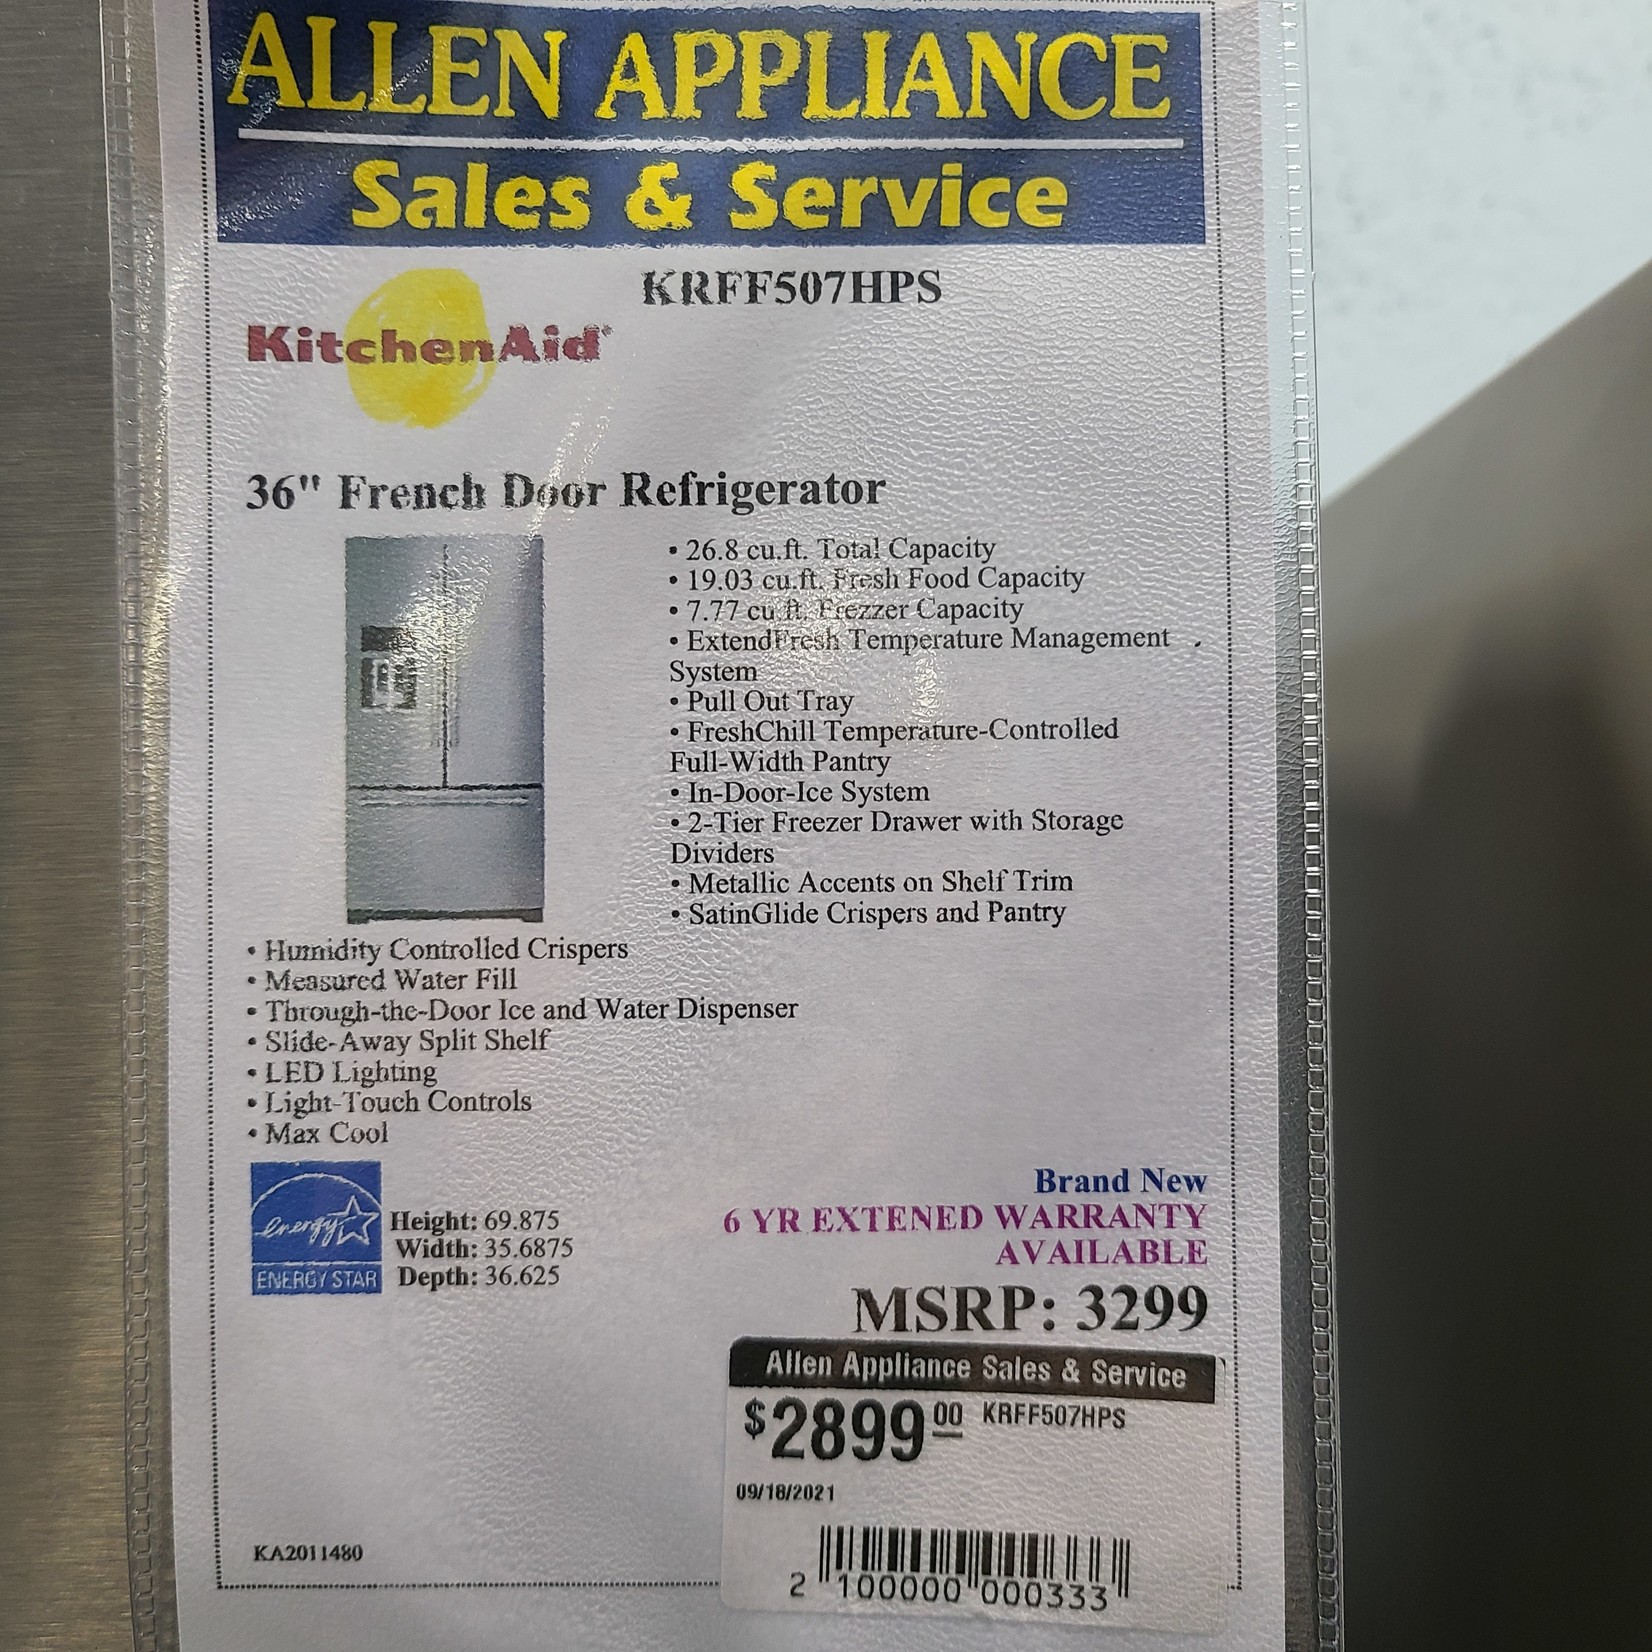 ALLEN APPLIANCE
Sales & Service
KRFF507HPS
KitchenAid®
36" French Door Refrigerator
• 26.8 cu.ft. Total Capacity
• 19.03 cu.ft. Fresh Food Capacity
• 7.77 cu.ft. Frezzer Capacity
• ExtendFresh Temperature Management
System
• Pull Out Tray
• FreshChill Temperature-Controlled
Full-Width Pantry
• In-Door-Ice System
• 2-Tier Freezer Drawer with Storage
Dividers
• Metallic Accents on Shelf Trim
• SatinGlide Crispers and Pantry
• Humidity Controlled Crispers
• Measured Water Fill
• Through-the-Door Ice and Water Dispenser
• Slide-Away Split Shelf
• LED Lighting
• Light-Touch Controls
• Max Cool
energy
ENERGY STAR
Height: 69.875
Width: 35.6875
Depth: 36.625
Brand New
6 YR EXTENED WARRANTY
AVAILABLE
MSRP: 3299
Allen Appliance Sales & Service
$2899.00 KRFF507HPS
09/18/2021
2 100000 000333
KA2011480